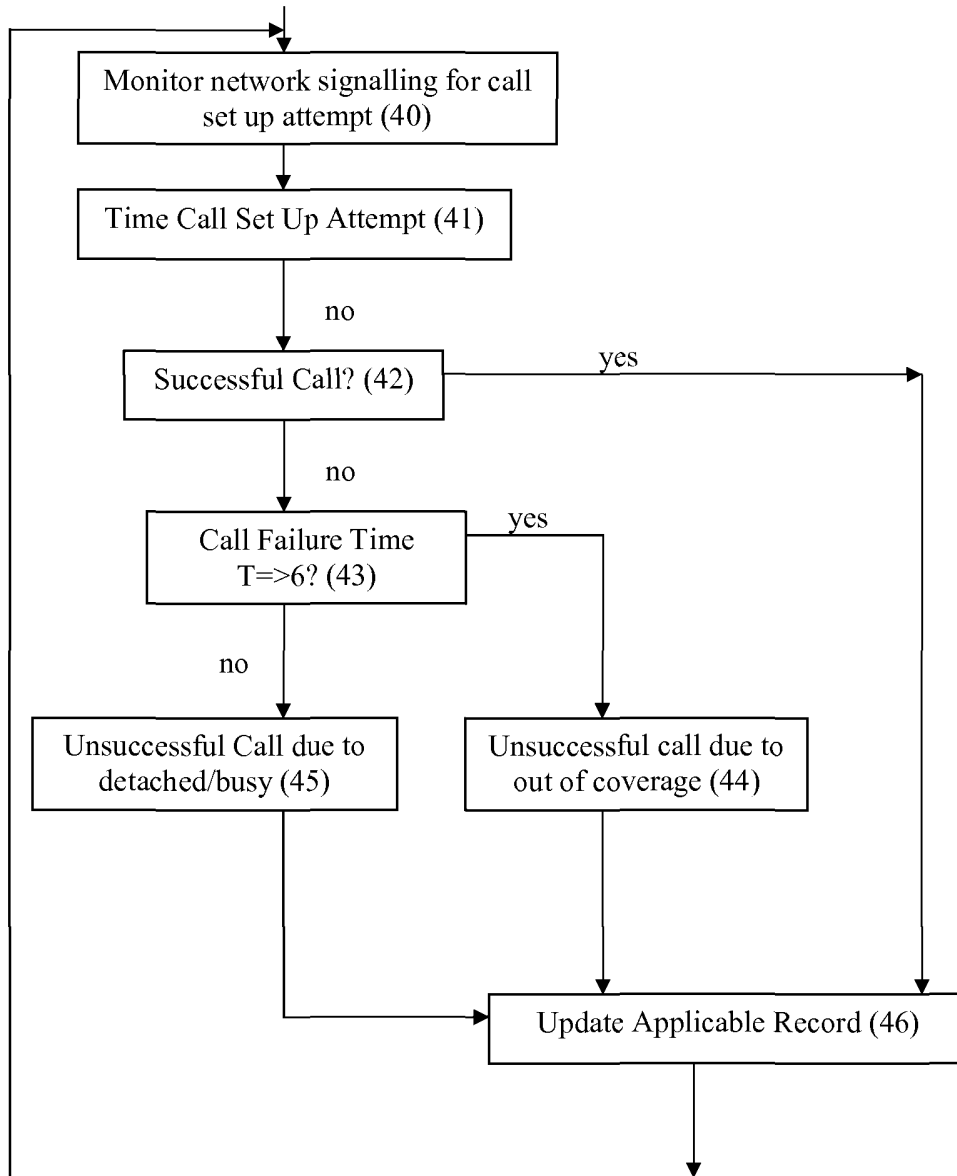 Monitor network signalling for call
set up attempt (40)
Time Call Set Up Attempt (41)
no
yes
Successful Call? (42)
no
yes
Call Failure Time
T=>6? (43)
no
Unsuccessful Call due to
detached/busy (45)
Unsuccessful call due to
out of coverage (44)
Update Applicable Record (46)